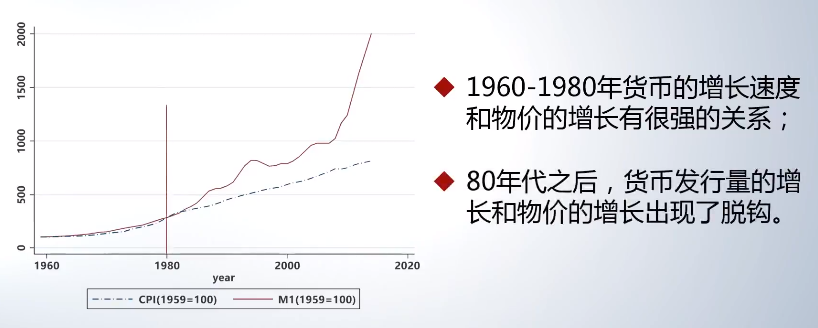 2000
1500
1000
500
0
1960
1980
2000
2020
year
CPI(1959=100)
M1(1959=100)
1960-1980年货币的增长速度
和物价的增长有很强的关系；
80年代之后，货币发行量的增
长和物价的增长出现了脱钩。